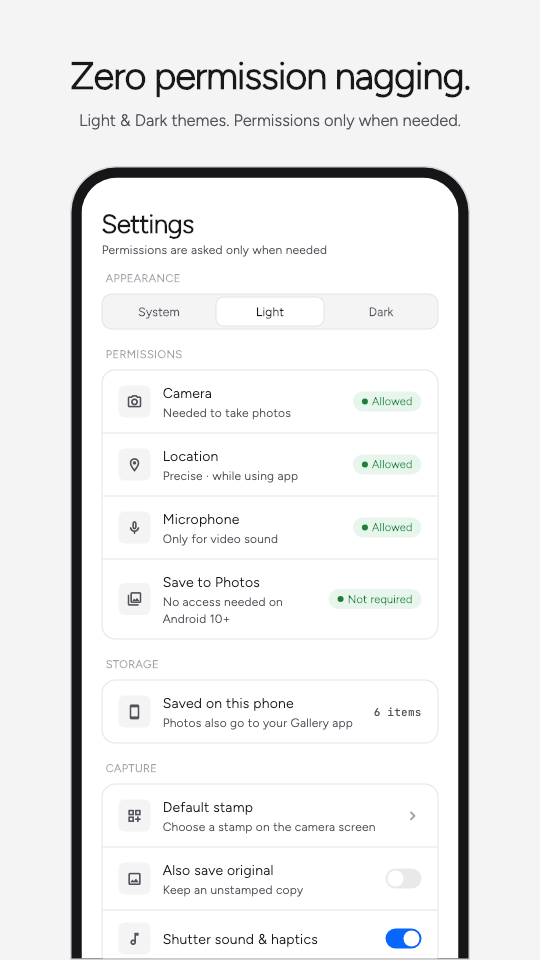 Zero permission nagging.
Light & Dark themes. Permissions only when needed.
Settings
Permissions are asked only when needed
APPEARANCE
System
Light
Dark
PERMISSIONS
Camera
Needed to take photos
Allowed
Location
Precise · while using app
Allowed
Microphone
Only for video sound
Allowed
Save to Photos
No access needed on
Android 10+
Not required
STORAGE
Saved on this phone
Photos also go to your Gallery app
6 items
CAPTURE
Default stamp
Choose a stamp on the camera screen
Also save original
Keep an unstamped copy
Shutter sound & haptics